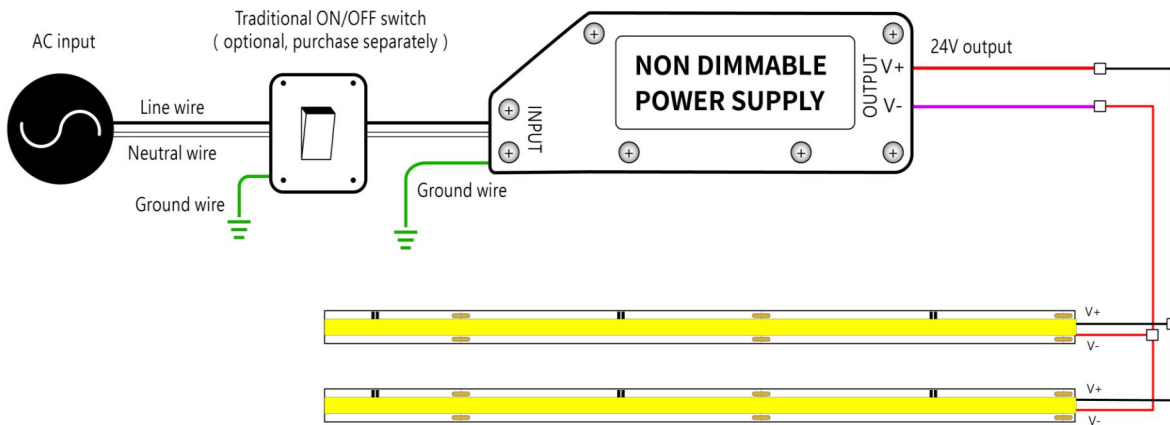 Traditional ON/OFF switch
( optional, purchase separately )
AC input
24V output
NON DIMMABLE
POWER SUPPLY
INPUT
OUTPUT
V+
V-
Line wire
Neutral wire
Ground wire
Ground wire
V+
V-
V+
V-